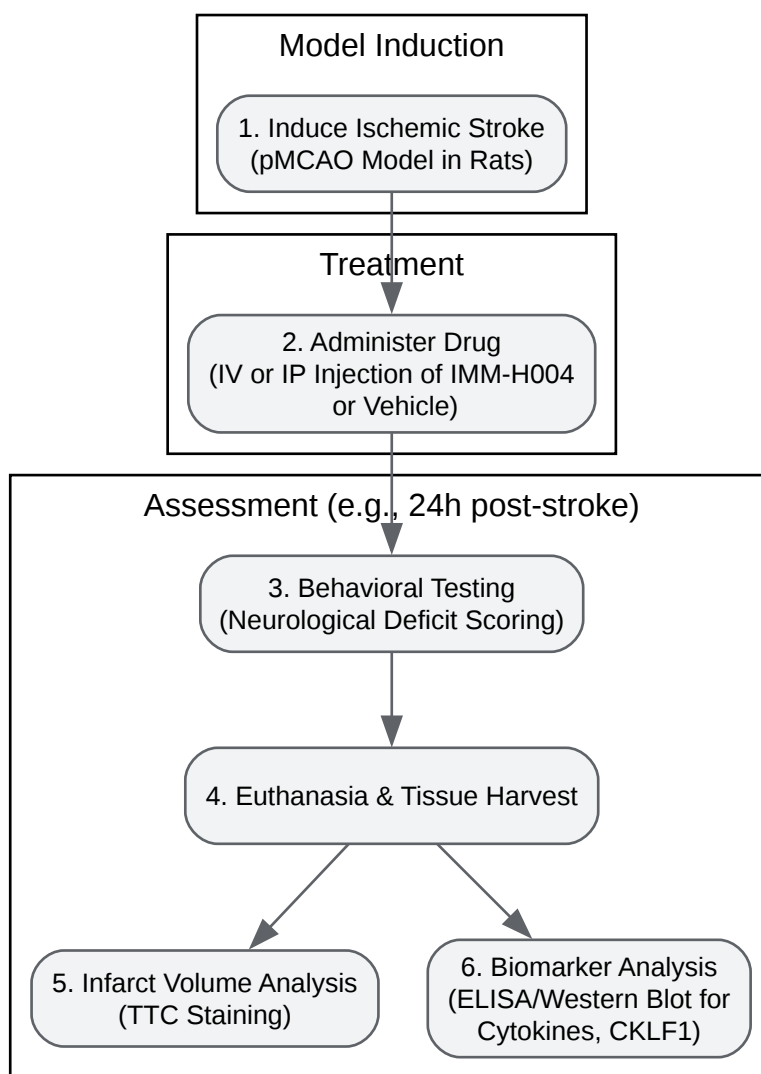 Model Induction
1. Induce Ischemic Stroke
(pMCAO Model in Rats)
Treatment
2. Administer Drug
(IV or IP Injection of IMM-H004
or Vehicle)
Assessment (e.g., 24h post-stroke)
3. Behavioral Testing
(Neurological Deficit Scoring)
4. Euthanasia & Tissue Harvest
5. Infarct Volume Analysis
(TTC Staining)
6. Biomarker Analysis
(ELISA/Western Blot for
Cytokines, CKLF1)